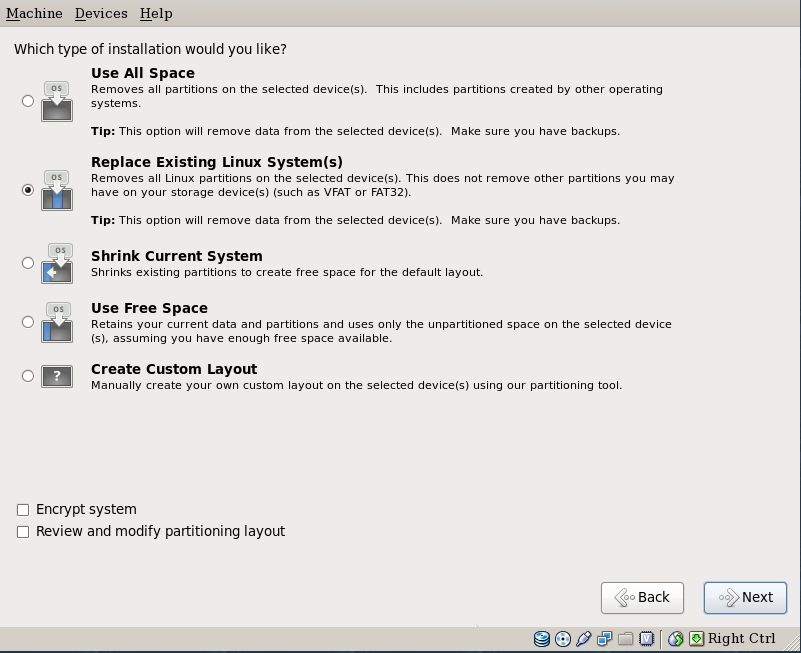 Machine Devices Help
Which type of installation would you like?
OS
Use All Space
Removes all partitions on the selected device(s). This includes partitions created by other operating
systems.
Tip: This option will remove data from the selected device(s). Make sure you have backups.
OS
Replace Existing Linux System(s)
Removes all Linux partitions on the selected device(s). This does not remove other partitions you may
have on your storage device(s) (such as VFAT or FAT32).
Tip: This option will remove data from the selected device(s). Make sure you have backups.
OS
Shrink Current System
Shrinks existing partitions to create free space for the default layout.
OS
Use Free Space
Retains your current data and partitions and uses only the unpartitioned space on the selected device
(s), assuming you have enough free space available.
?
Create Custom Layout
Manually create your own custom layout on the selected device(s) using our partitioning tool.
Encrypt system
Review and modify partitioning layout
Back Next
V Right Ctrl